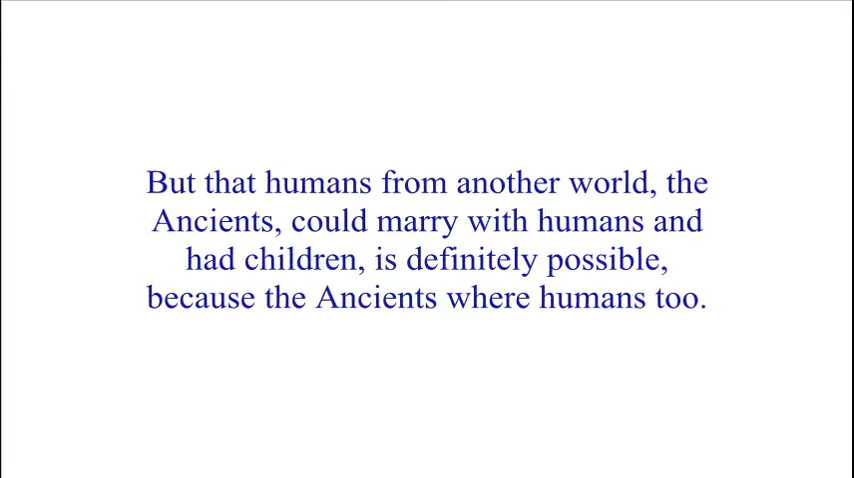 But that humans from another world, the
Ancients, could marry with humans and
had children, is definitely possible,
because the Ancients where humans too.